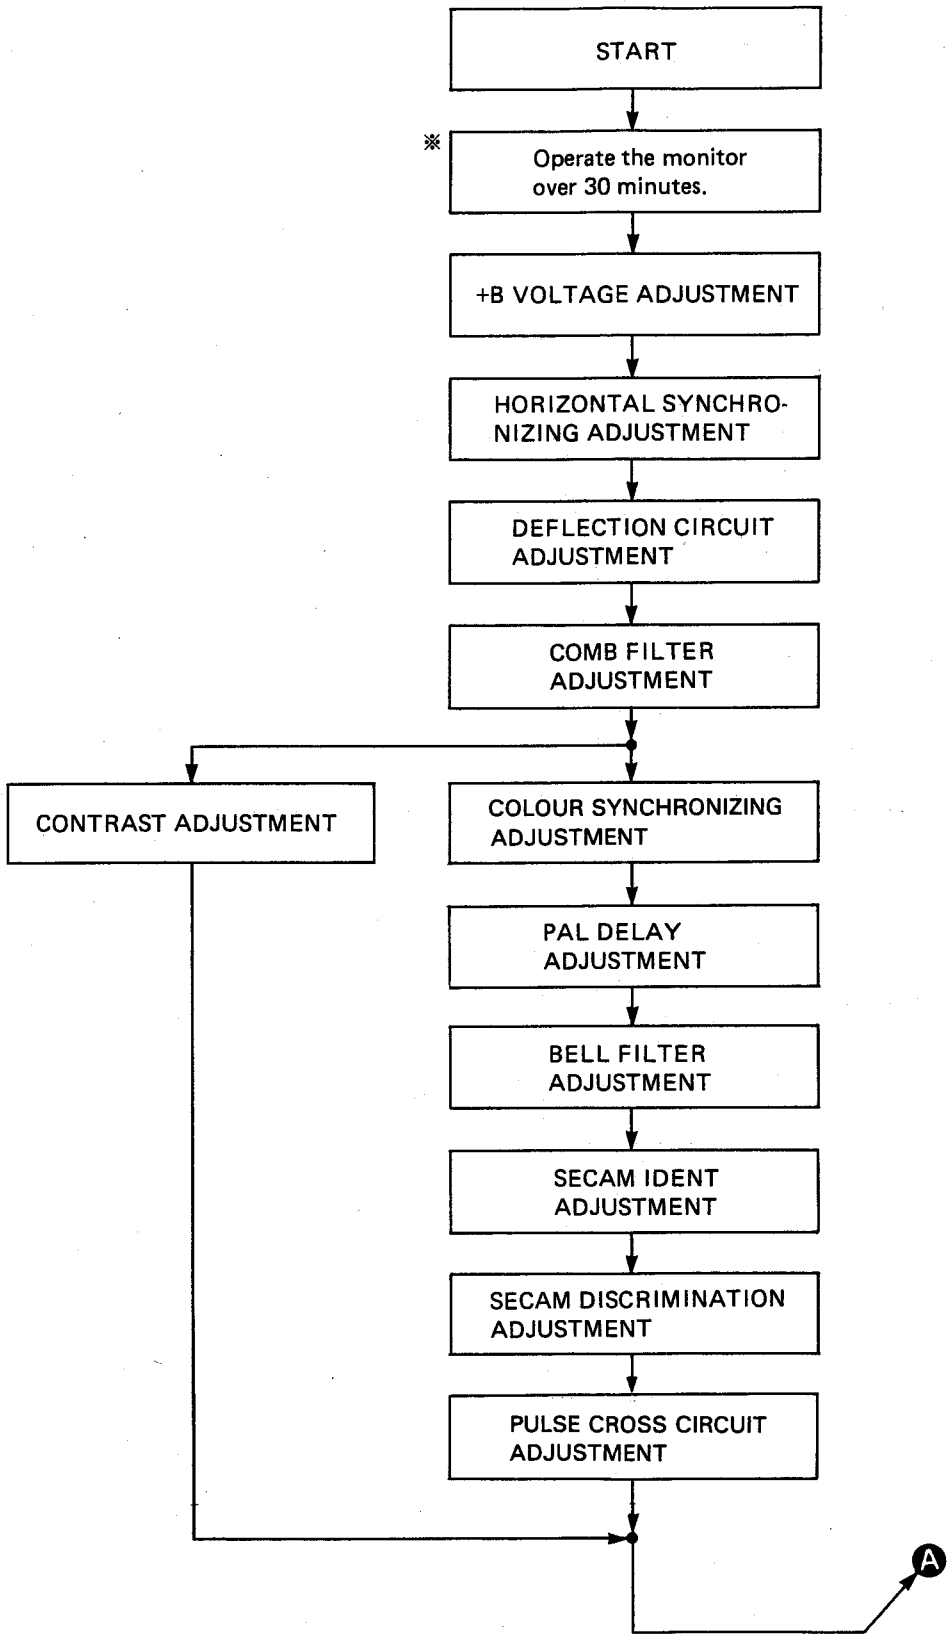 START
※
Operate the monitor
over 30 minutes.
+B VOLTAGE ADJUSTMENT
HORIZONTAL SYNCHRO-
NIZING ADJUSTMENT
DEFLECTION CIRCUIT
ADJUSTMENT
COMB FILTER
ADJUSTMENT
CONTRAST ADJUSTMENT
COLOUR SYNCHRONIZING
ADJUSTMENT
PAL DELAY
ADJUSTMENT
BELL FILTER
ADJUSTMENT
SECAM IDENT
ADJUSTMENT
SECAM DISCRIMINATION
ADJUSTMENT
PULSE CROSS CIRCUIT
ADJUSTMENT
A